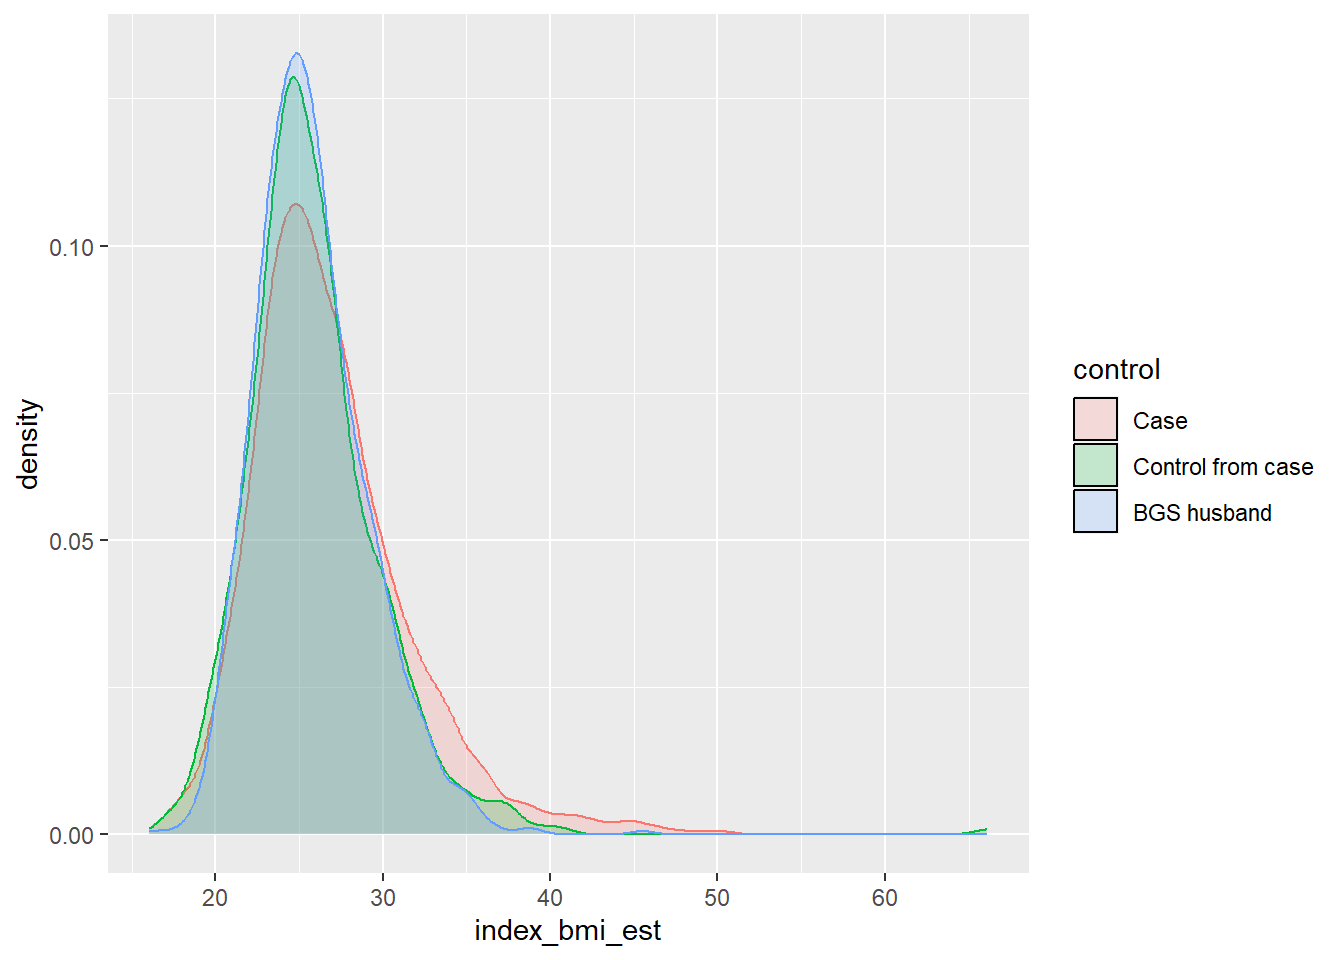 density
0.10
0.05
0.00
20
30
40
50
60
index_bmi_est
control
Case
Control from case
BGS husband